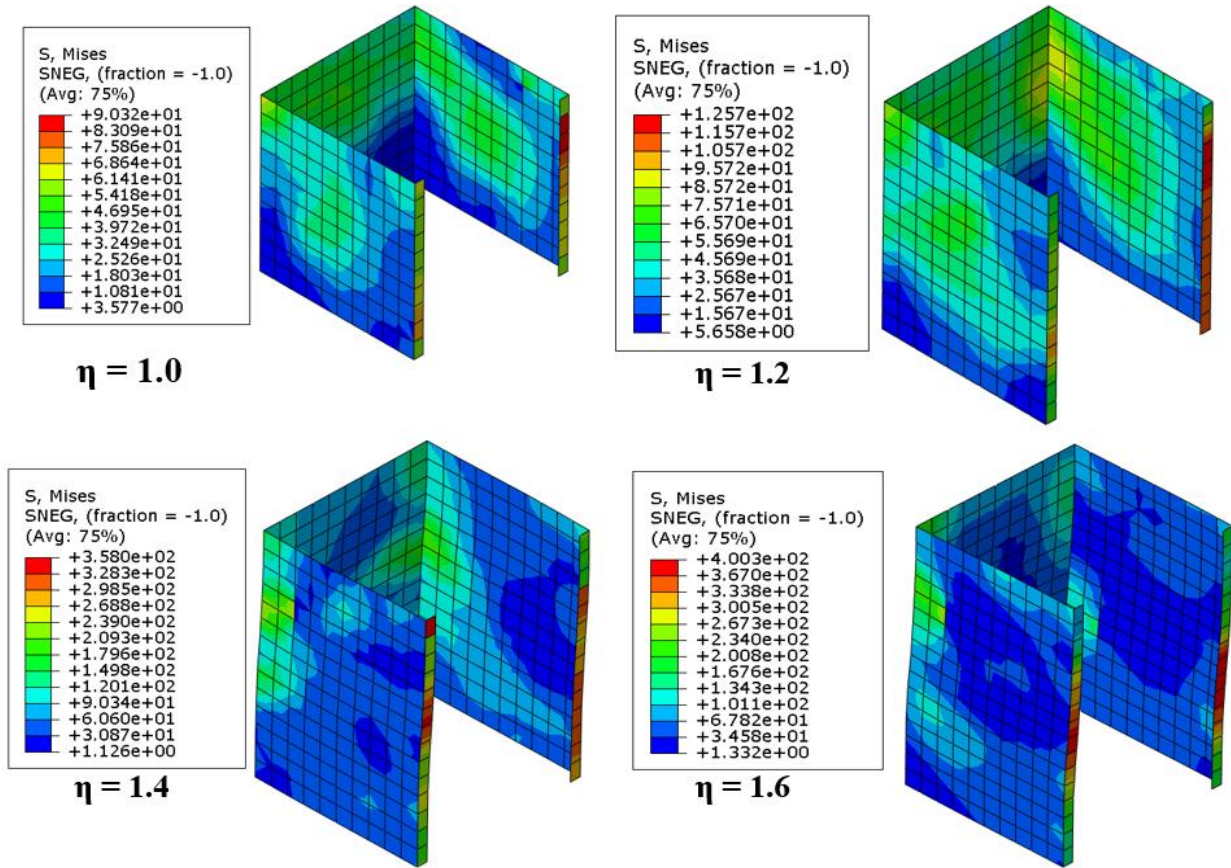 S, Mises
SNEG, (fraction = -1.0)
(Avg: 75%)
+9.032e+01
+8.309e+01
+7.586e+01
+6.864e+01
+6.141e+01
+5.418e+01
+4.695e+01
+3.972e+01
+3.249e+01
+2.526e+01
+1.803e+01
+1.081e+01
+3.577e+00
η = 1.0
S, Mises
SNEG, (fraction = -1.0)
(Avg: 75%)
+1.257e+02
+1.157e+02
+1.057e+02
+9.572e+01
+8.572e+01
+7.571e+01
+6.570e+01
+5.569e+01
+4.569e+01
+3.568e+01
+2.567e+01
+1.567e+01
+5.658e+00
η = 1.2
S, Mises
SNEG, (fraction = -1.0)
(Avg: 75%)
+3.580e+02
+3.283e+02
+2.985e+02
+2.688e+02
+2.390e+02
+2.093e+02
+1.796e+02
+1.498e+02
+1.201e+02
+9.034e+01
+6.060e+01
+3.087e+01
+1.126e+00
η = 1.4
S, Mises
SNEG, (fraction = -1.0)
(Avg: 75%)
+4.003e+02
+3.670e+02
+3.338e+02
+3.005e+02
+2.673e+02
+2.340e+02
+2.008e+02
+1.676e+02
+1.343e+02
+1.011e+02
+6.782e+01
+3.458e+01
+1.332e+00
η = 1.6